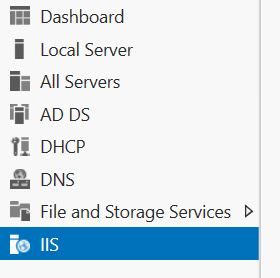 Dashboard
Local Server
All Servers
AD DS
DHCP
DNS
File and Storage Services
IIS